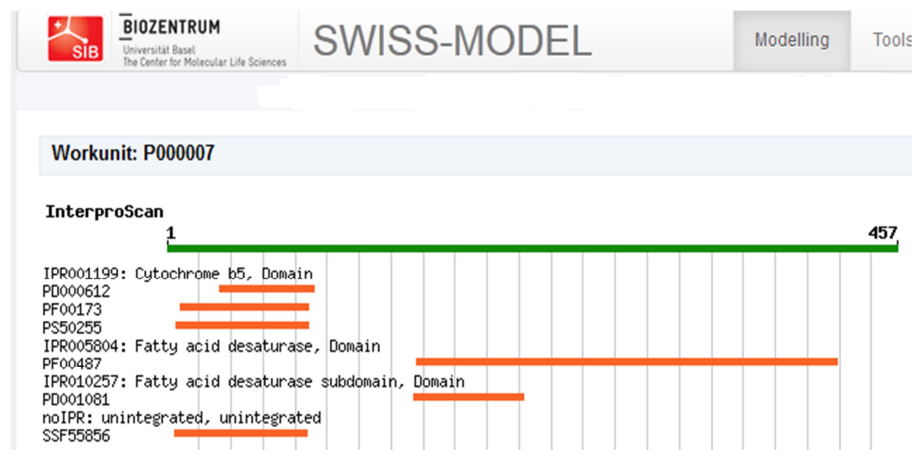 SIB
BIOZENTRUM
Universität Basel
The Center for Molecular Life Sciences
SWISS-MODEL
Modelling
Tools
Workunit: P000007
InterproScan
1 457
IPR001199: Cytochrome b5, Domain
PD000612
PF00173
PS50255
IPR005804: Fatty acid desaturase, Domain
PF00487
IPR010257: Fatty acid desaturase subdomain, Domain
PD001081
noIPR: unintegrated, unintegrated
SSF55856